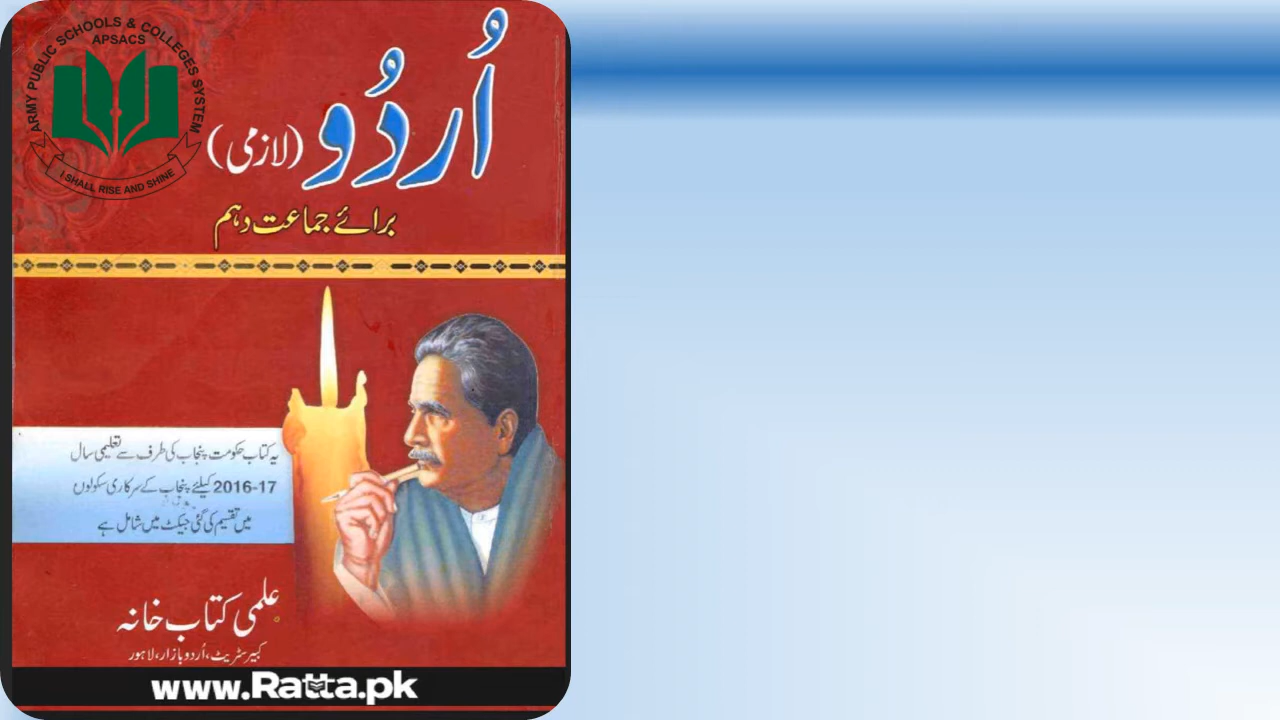 ARMY PUBLIC SCHOOLS & COLLEGES SYSTEM
APSACS
I SHALL RISE AND SHINE
اُردُو (لازمی)
برائے جماعت دہم
یہ کتاب حکومت پنجاب کی طرف سے تعلیمی سال
2016-17 کیلئے پنجاب کے سرکاری سکولوں
میں تقسیم کی گئی جیکٹ میں شامل ہے
علمی کتاب خانہ
کبیر سٹریٹ، اُردو بازار، لاہور
www.Ratta.pk